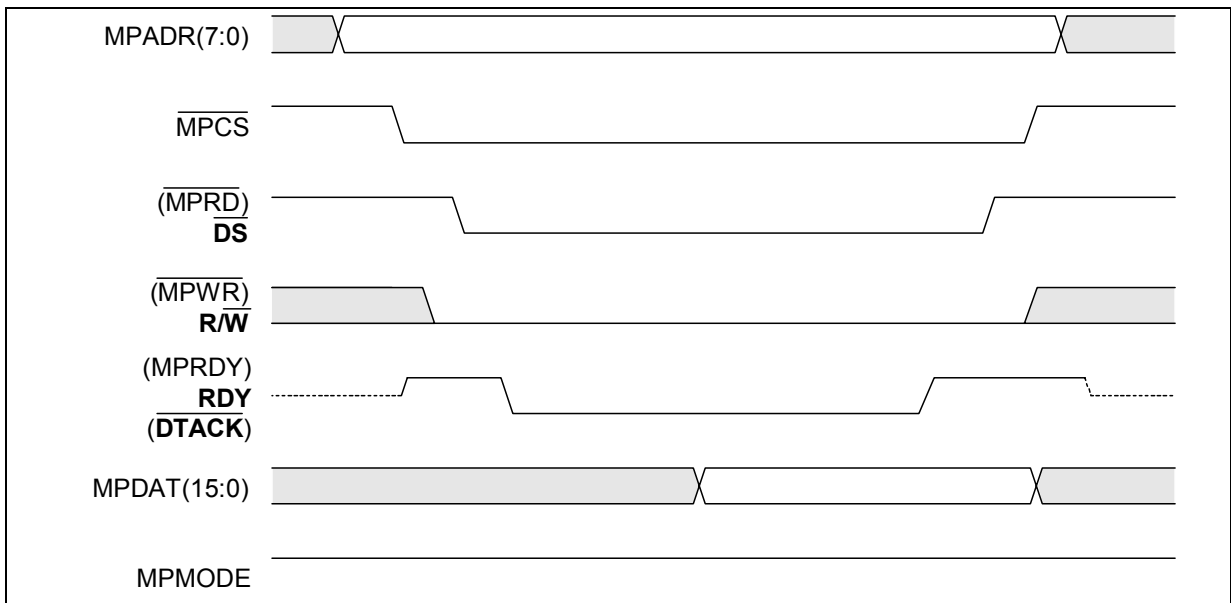 MPADR(7:0)
MPCS
(MPRD)
DS
(MPWR)
R/W
(MPRDY)
RDY
(DTACK)
MPDAT(15:0)
MPMODE